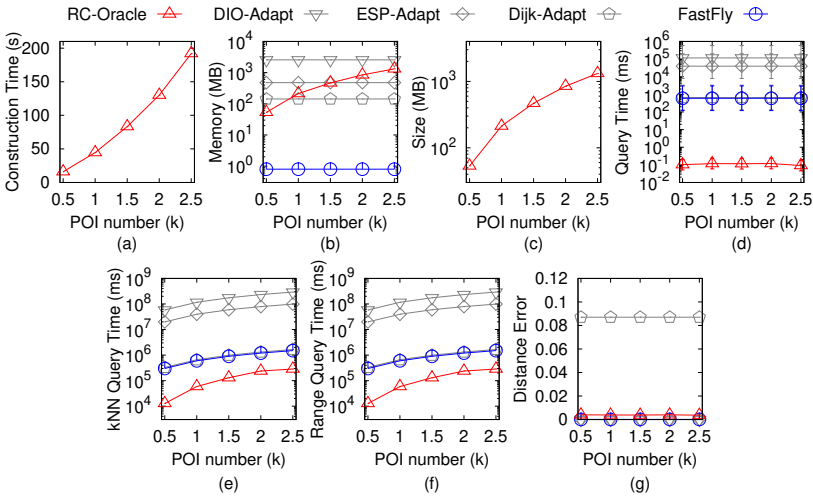 RC-Oracle DIO-Adapt ESP-Adapt Dijk-Adapt FastFly
Construction Time (s)
200
150
100
50
0
0.5 1 1.5 2 2.5
POI number (k)
(a)
Memory (MB)
10^4
10^3
10^2
10^1
10^0
0.5 1 1.5 2 2.5
POI number (k)
(b)
Size (MB)
10^3
10^2
0.5 1 1.5 2 2.5
POI number (k)
(c)
Query Time (ms)
10^6
10^5
10^4
10^3
10^2
10^1
10^0
10^-1
10^-2
0.5 1 1.5 2 2.5
POI number (k)
(d)
kNN Query Time (ms)
10^9
10^8
10^7
10^6
10^5
10^4
0.5 1 1.5 2 2.5
POI number (k)
(e)
Range Query Time (ms)
10^9
10^8
10^7
10^6
10^5
10^4
0.5 1 1.5 2 2.5
POI number (k)
(f)
Distance Error
0.12
0.1
0.08
0.06
0.04
0.02
0
0.5 1 1.5 2 2.5
POI number (k)
(g)